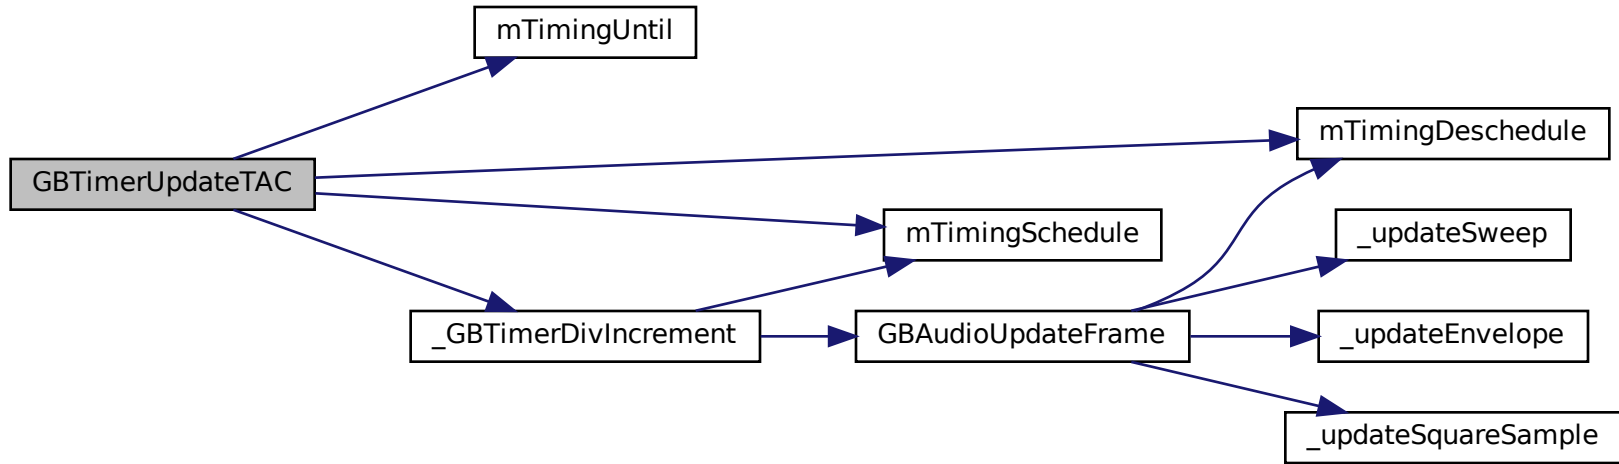 mTimingUntil
mTimingDeschedule
GBTimerUpdateTAC
mTimingSchedule
_updateSweep
_GBTimerDivIncrement
GBAudioUpdateFrame
_updateEnvelope
_updateSquareSample